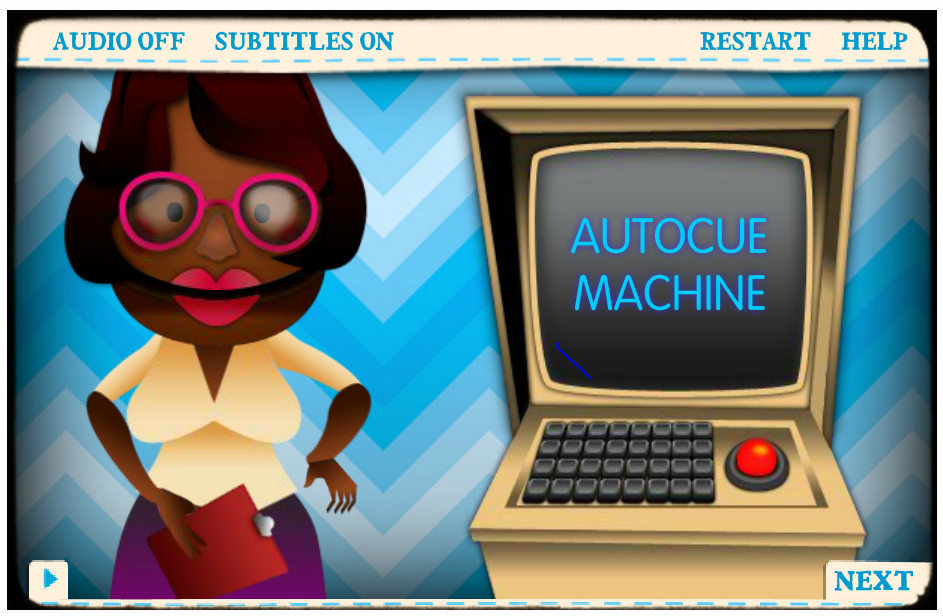 AUDIO OFF SUBTITLES ON RESTART HELP
AUTOCUE
MACHINE
NEXT